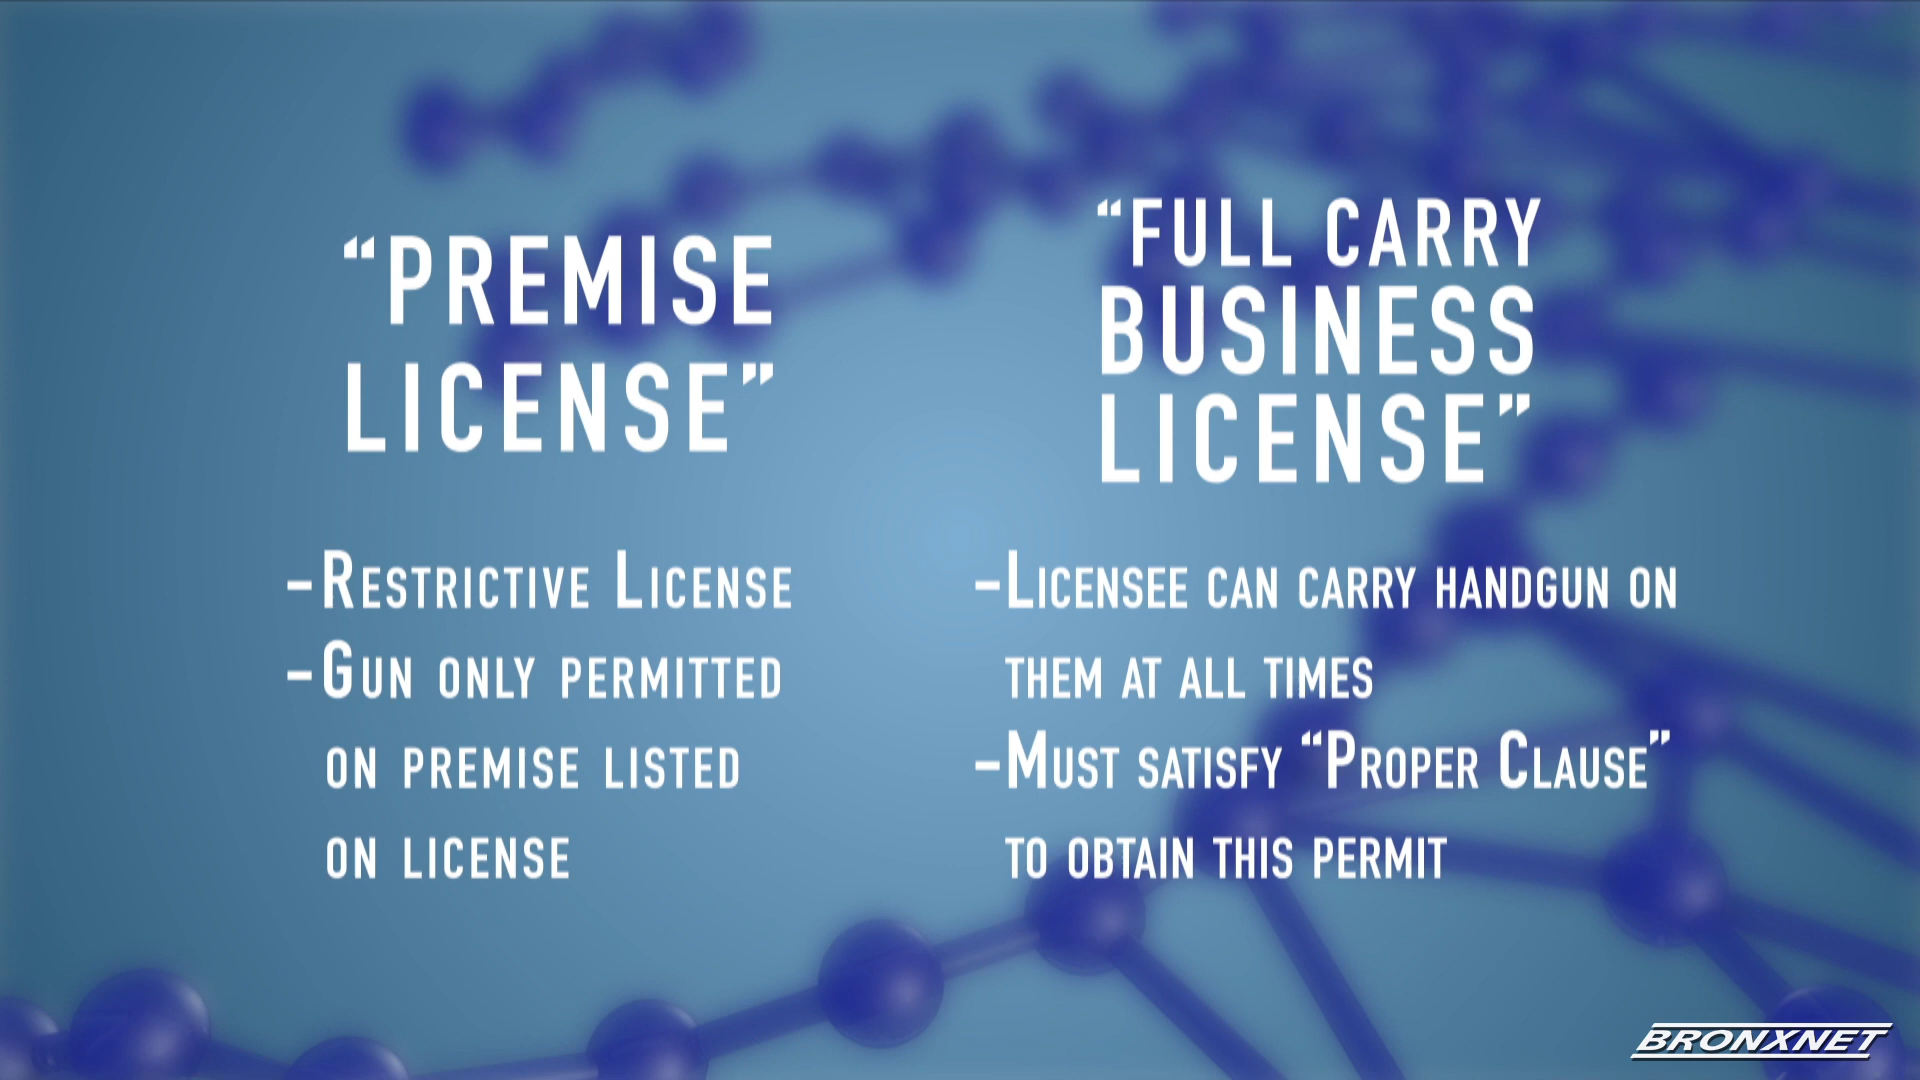 “PREMISE
LICENSE”
-RESTRICTIVE LICENSE
-GUN ONLY PERMITTED
ON PREMISE LISTED
ON LICENSE
“FULL CARRY
BUSINESS
LICENSE”
-LICENSEE CAN CARRY HANDGUN ON
THEM AT ALL TIMES
-MUST SATISFY “PROPER CLAUSE”
TO OBTAIN THIS PERMIT
BRONXNET